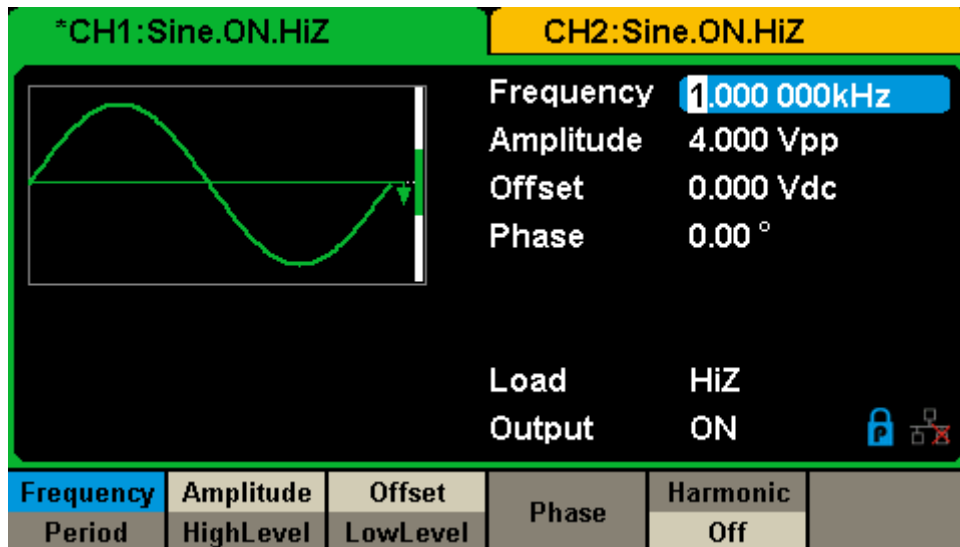 *CH1:Sine.ON.HiZ
CH2:Sine.ON.HiZ
Frequency 1.000 000kHz
Amplitude 4.000 Vpp
Offset 0.000 Vdc
Phase 0.00 °
Load HiZ
Output ON
P
Frequency Amplitude Offset Phase Harmonic
Period HighLevel LowLevel Off